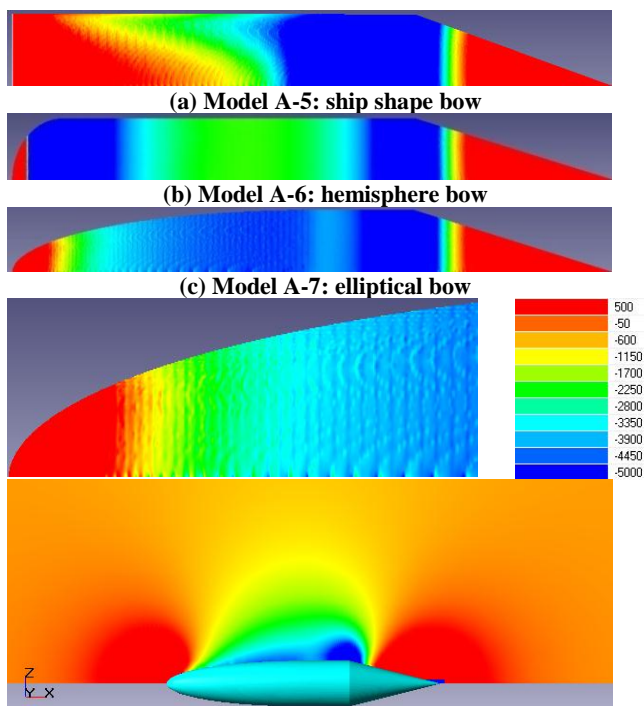 (a) Model A-5: ship shape bow
(b) Model A-6: hemisphere bow
(c) Model A-7: elliptical bow
500
-50
-600
-1150
-1700
-2250
-2800
-3350
-3900
-4450
-5000
Z
Y X